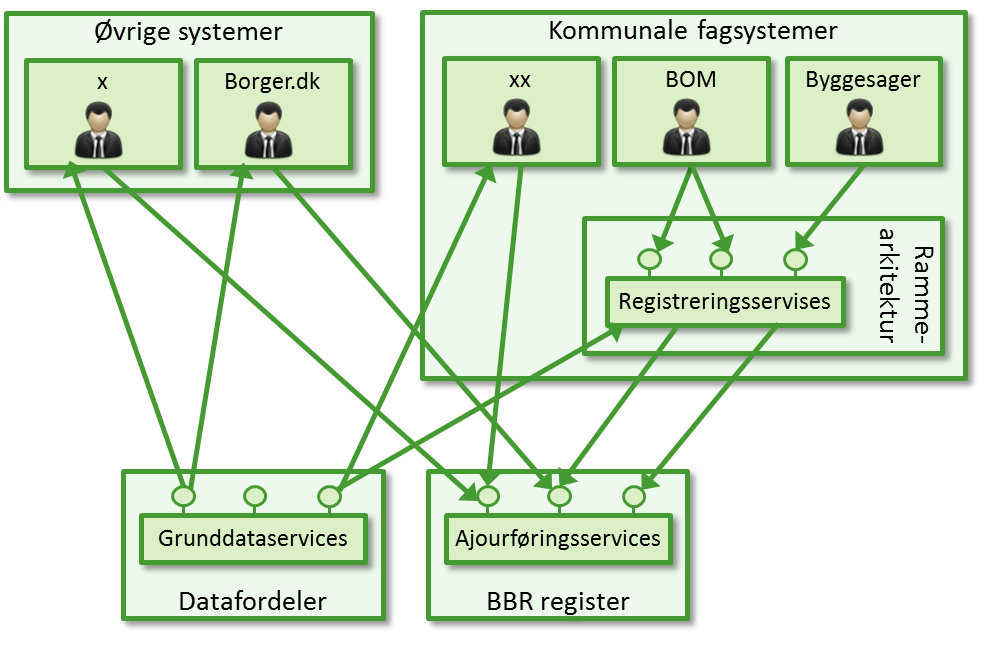 Øvrige systemer
x
Borger.dk
Kommunale fagsystemer
xx
BOM
Byggesager
Ramme-
arkitektur
Registreringsservises
Grunddataservices
Datafordeler
Ajourføringsservices
BBR register